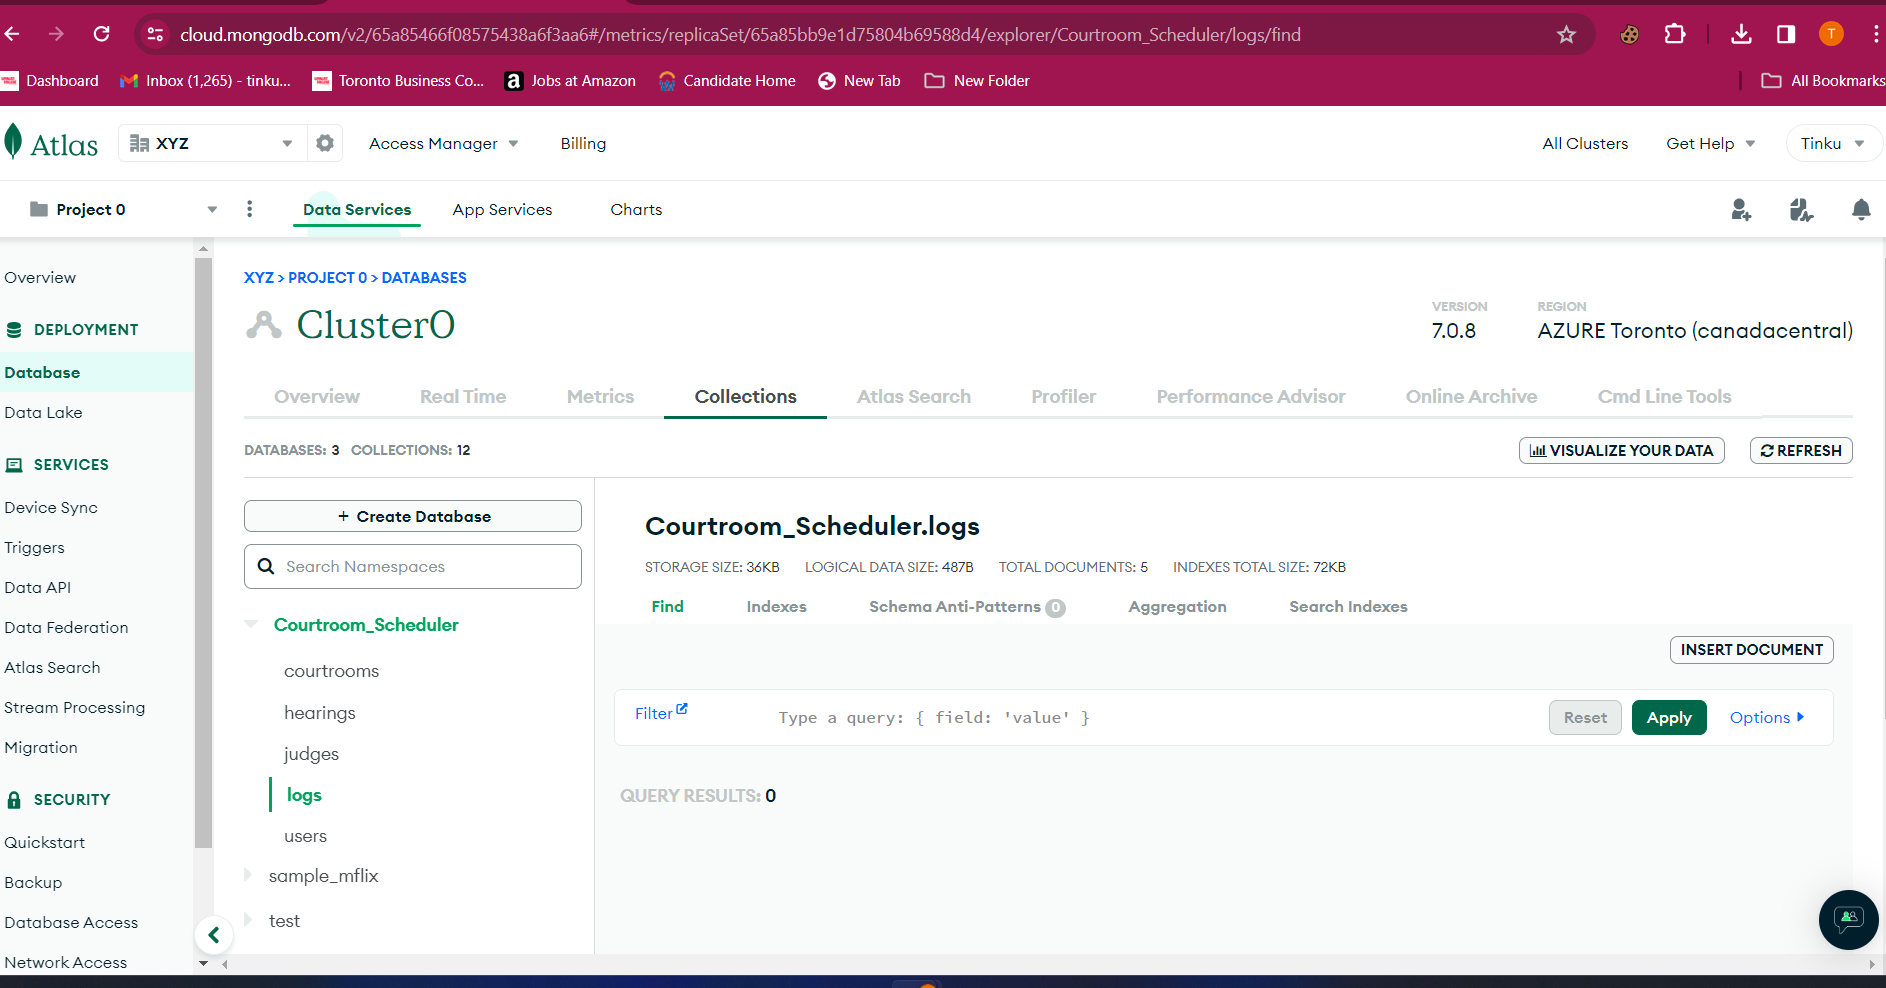 cloud.mongodb.com/v2/65a85466f08575438a6f3aa6#/metrics/replicaSet/65a85bb9e1d75804b69588d4/explorer/Courtroom_Scheduler/logs/find
T
Dashboard Inbox (1,265) - tinku... Toronto Business Co... Jobs at Amazon Candidate Home New Tab New Folder All Bookmarks
Atlas XYZ Access Manager Billing All Clusters Get Help Tinku
Project 0 Data Services App Services Charts
Overview
DEPLOYMENT
Database
Data Lake
SERVICES
Device Sync
Triggers
Data API
Data Federation
Atlas Search
Stream Processing
Migration
SECURITY
Quickstart
Backup
Database Access
Network Access
XYZ > PROJECT 0 > DATABASES
Cluster0
VERSION
7.0.8
REGION
AZURE Toronto (canadacentral)
Overview Real Time Metrics Collections Atlas Search Profiler Performance Advisor Online Archive Cmd Line Tools
DATABASES: 3 COLLECTIONS: 12
VISUALIZE YOUR DATA REFRESH
+ Create Database
Search Namespaces
Courtroom_Scheduler
courtrooms
hearings
judges
logs
users
sample_mflix
test
Courtroom_Scheduler.logs
STORAGE SIZE: 36KB LOGICAL DATA SIZE: 487B TOTAL DOCUMENTS: 5 INDEXES TOTAL SIZE: 72KB
Find Indexes Schema Anti-Patterns 0 Aggregation Search Indexes
INSERT DOCUMENT
Filter Type a query: { field: 'value' } Reset Apply Options
QUERY RESULTS: 0